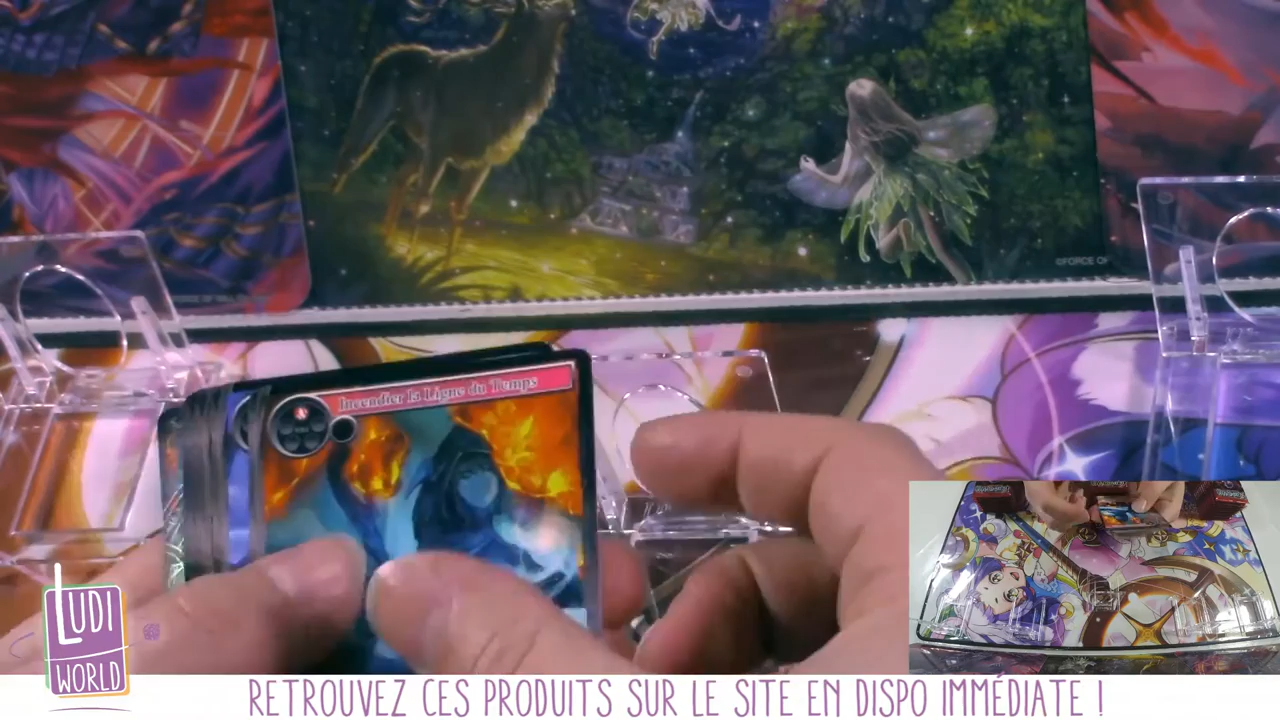 ©FORCE OF
Incendier la Ligne du Temps
LUDI
WORLD
RETROUVEZ CES PRODUITS SUR LE SITE EN DISPO IMMÉDIATE !